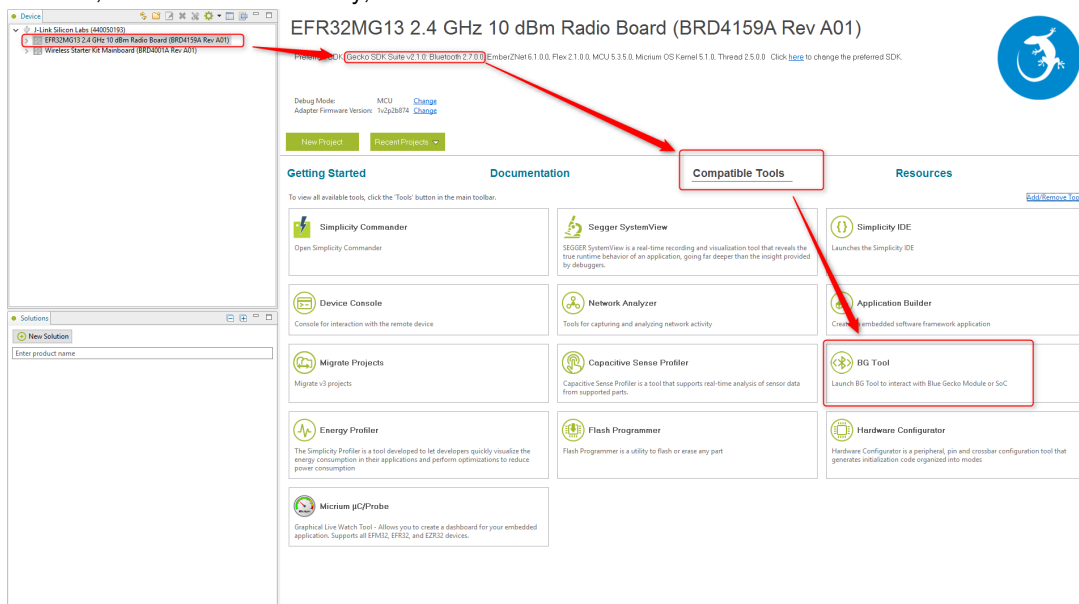 Device
J-Link Silicon Labs (440050193)
EFR32MG13 2.4 GHz 10 dBm Radio Board (BRD4159A Rev A01)
Wireless Starter Kit Mainboard (BRD4001A Rev A01)
EFR32MG13 2.4 GHz 10 dBm Radio Board (BRD4159A Rev A01)
Preferred SDK: Gecko SDK Suite v2.1.0: Bluetooth 2.7.0.0, EmberZNet 6.1.0.0, Flex 2.1.0.0, MCU 5.3.5.0, Micrium OS Kernel 5.1.0, Thread 2.5.0.0 Click here to change the preferred SDK.
Debug Mode: MCU Change
Adapter Firmware Version: 1v2p2b874 Change
New Project
Recent Projects
Getting Started
Documentation
Compatible Tools
Resources
To view all available tools, click the 'Tools' button in the main toolbar.
Add/Remove Too
Simplicity Commander
Open Simplicity Commander
Segger SystemView
SEGGER SystemView is a real-time recording and visualization tool that reveals the
true runtime behavior of an application, going far deeper than the insight provided
by debuggers.
Simplicity IDE
Launches the Simplicity IDE
Device Console
Console for interaction with the remote device
Network Analyzer
Tools for capturing and analyzing network activity
Application Builder
embedded software framework application
Migrate Projects
Migrate v3 projects
Capacitive Sense Profiler
Capacitive Sense Profiler is a tool that supports real-time analysis of sensor data
from supported parts.
BG Tool
Launch BG Tool to interact with Blue Gecko Module or SoC
Energy Profiler
The Simplicity Profiler is a tool developed to let developers quickly visualize the
energy consumption in their applications and perform optimizations to reduce
power consumption
Flash Programmer
Flash Programmer is a utility to flash or erase any part
Hardware Configurator
Hardware Configurator is a peripheral, pin and crossbar configuration tool that
generates initialization code organized into modes
Micrium µC/Probe
Graphical Live Watch Tool - Allows you to create a dashboard for your embedded
application. Supports all EFM32, EFR32, and EZR32 devices.
Solutions
New Solution
Enter product name